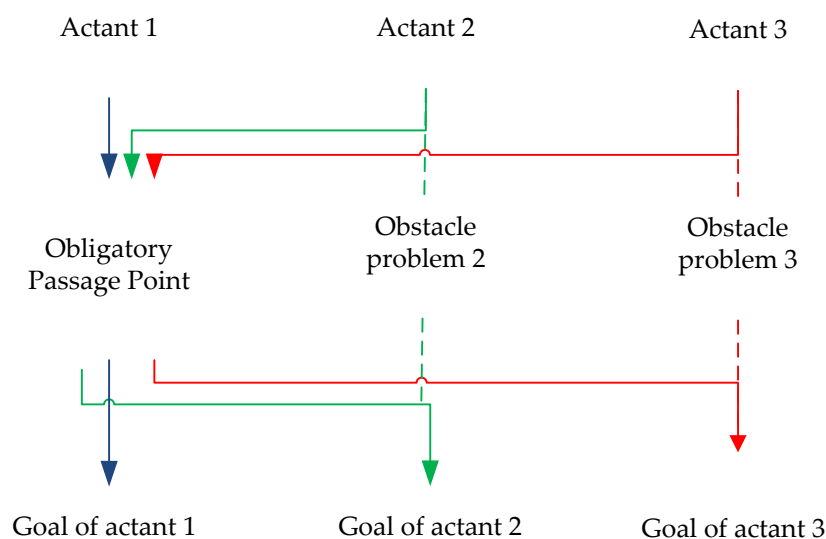 Actant 1
Actant 2
Actant 3
Obligatory
Passage Point
Obstacle
problem 2
Obstacle
problem 3
Goal of actant 1
Goal of actant 2
Goal of actant 3